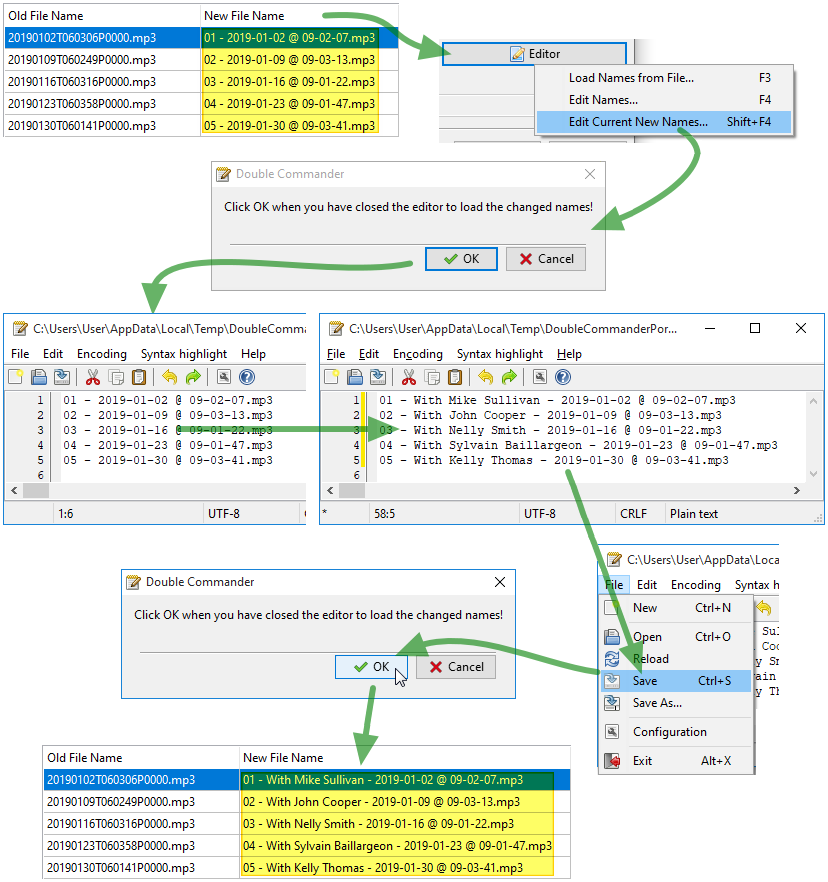 Old File Name New File Name
20190102T060306P0000.mp3 01 - 2019-01-02 @ 09-02-07.mp3
20190109T060249P0000.mp3 02 - 2019-01-09 @ 09-03-13.mp3
20190116T060316P0000.mp3 03 - 2019-01-16 @ 09-01-22.mp3
20190123T060358P0000.mp3 04 - 2019-01-23 @ 09-01-47.mp3
20190130T060141P0000.mp3 05 - 2019-01-30 @ 09-03-41.mp3
Editor
Load Names from File... F3
Edit Names... F4
Edit Current New Names... Shift+F4
Double Commander
Click OK when you have closed the editor to load the changed names!
OK Cancel
C:\Users\User\AppData\Local\Temp\DoubleComma
File Edit Encoding Syntax highlight Help
1 01 - 2019-01-02 @ 09-02-07.mp3
2 02 - 2019-01-09 @ 09-03-13.mp3
3 03 - 2019-01-16 @ 09-01-22.mp3
4 04 - 2019-01-23 @ 09-01-47.mp3
5 05 - 2019-01-30 @ 09-03-41.mp3
6
1:6 UTF-8
C:\Users\User\AppData\Local\Temp\DoubleCommanderPor...
File Edit Encoding Syntax highlight Help
1 01 - With Mike Sullivan - 2019-01-02 @ 09-02-07.mp3
2 02 - With John Cooper - 2019-01-09 @ 09-03-13.mp3
3 03 - With Nelly Smith - 2019-01-16 @ 09-01-22.mp3
4 04 - With Sylvain Baillargeon - 2019-01-23 @ 09-01-47.mp3
5 05 - With Kelly Thomas - 2019-01-30 @ 09-03-41.mp3
6
* 58:5 UTF-8 CRLF Plain text
C:\Users\User\AppData\Loca
File Edit Encoding Syntax h
New Ctrl+N
Open Ctrl+O
Reload
Save Ctrl+S
Save As...
Configuration
Exit Alt+X
Double Commander
Click OK when you have closed the editor to load the changed names!
OK Cancel
Old File Name New File Name
20190102T060306P0000.mp3 01 - With Mike Sullivan - 2019-01-02 @ 09-02-07.mp3
20190109T060249P0000.mp3 02 - With John Cooper - 2019-01-09 @ 09-03-13.mp3
20190116T060316P0000.mp3 03 - With Nelly Smith - 2019-01-16 @ 09-01-22.mp3
20190123T060358P0000.mp3 04 - With Sylvain Baillargeon - 2019-01-23 @ 09-01-47.mp3
20190130T060141P0000.mp3 05 - With Kelly Thomas - 2019-01-30 @ 09-03-41.mp3